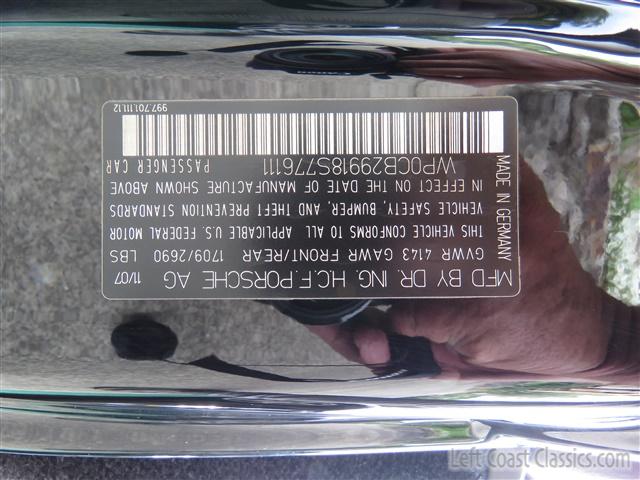 MFD BY DR. ING. H.C.F. PORSCHE AG 11/07
GVWR 4143 GAWR FRONT/REAR 1709/2690 LBS
THIS VEHICLE CONFORMS TO ALL APPLICABLE U.S. FEDERAL MOTOR
VEHICLE SAFETY, BUMPER, AND THEFT PREVENTION STANDARDS
IN EFFECT ON THE DATE OF MANUFACTURE SHOWN ABOVE
WP0CB29918S776111 PASSENGER CAR
MADE IN GERMANY
997.701.111.12
Canon
Left Coast Classics.com